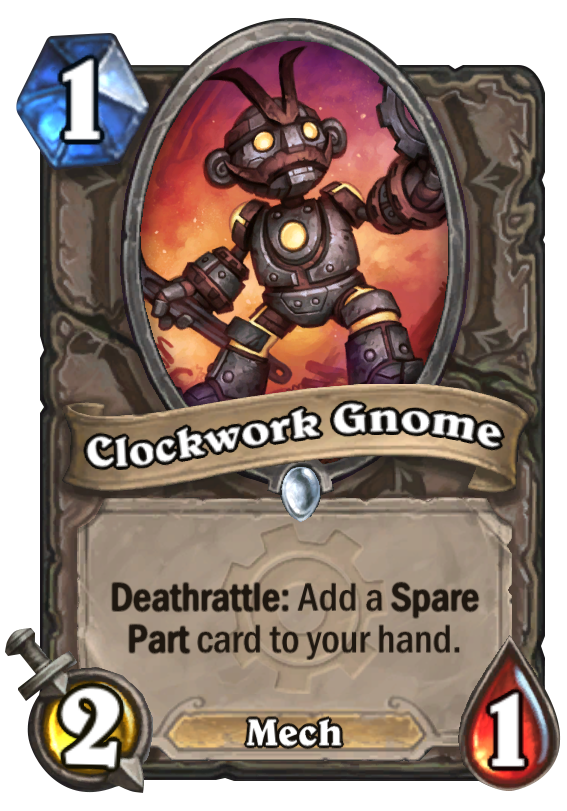 1
Clockwork Gnome
Deathrattle: Add a Spare
Part card to your hand.
2
Mech
1